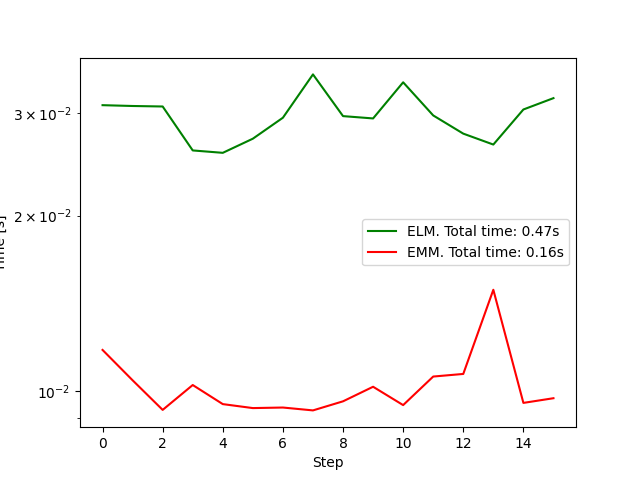 3 × 10⁻²
2 × 10⁻²
10⁻²
Time [s]
ELM. Total time: 0.47s
EMM. Total time: 0.16s
0 2 4 6 8 10 12 14
Step